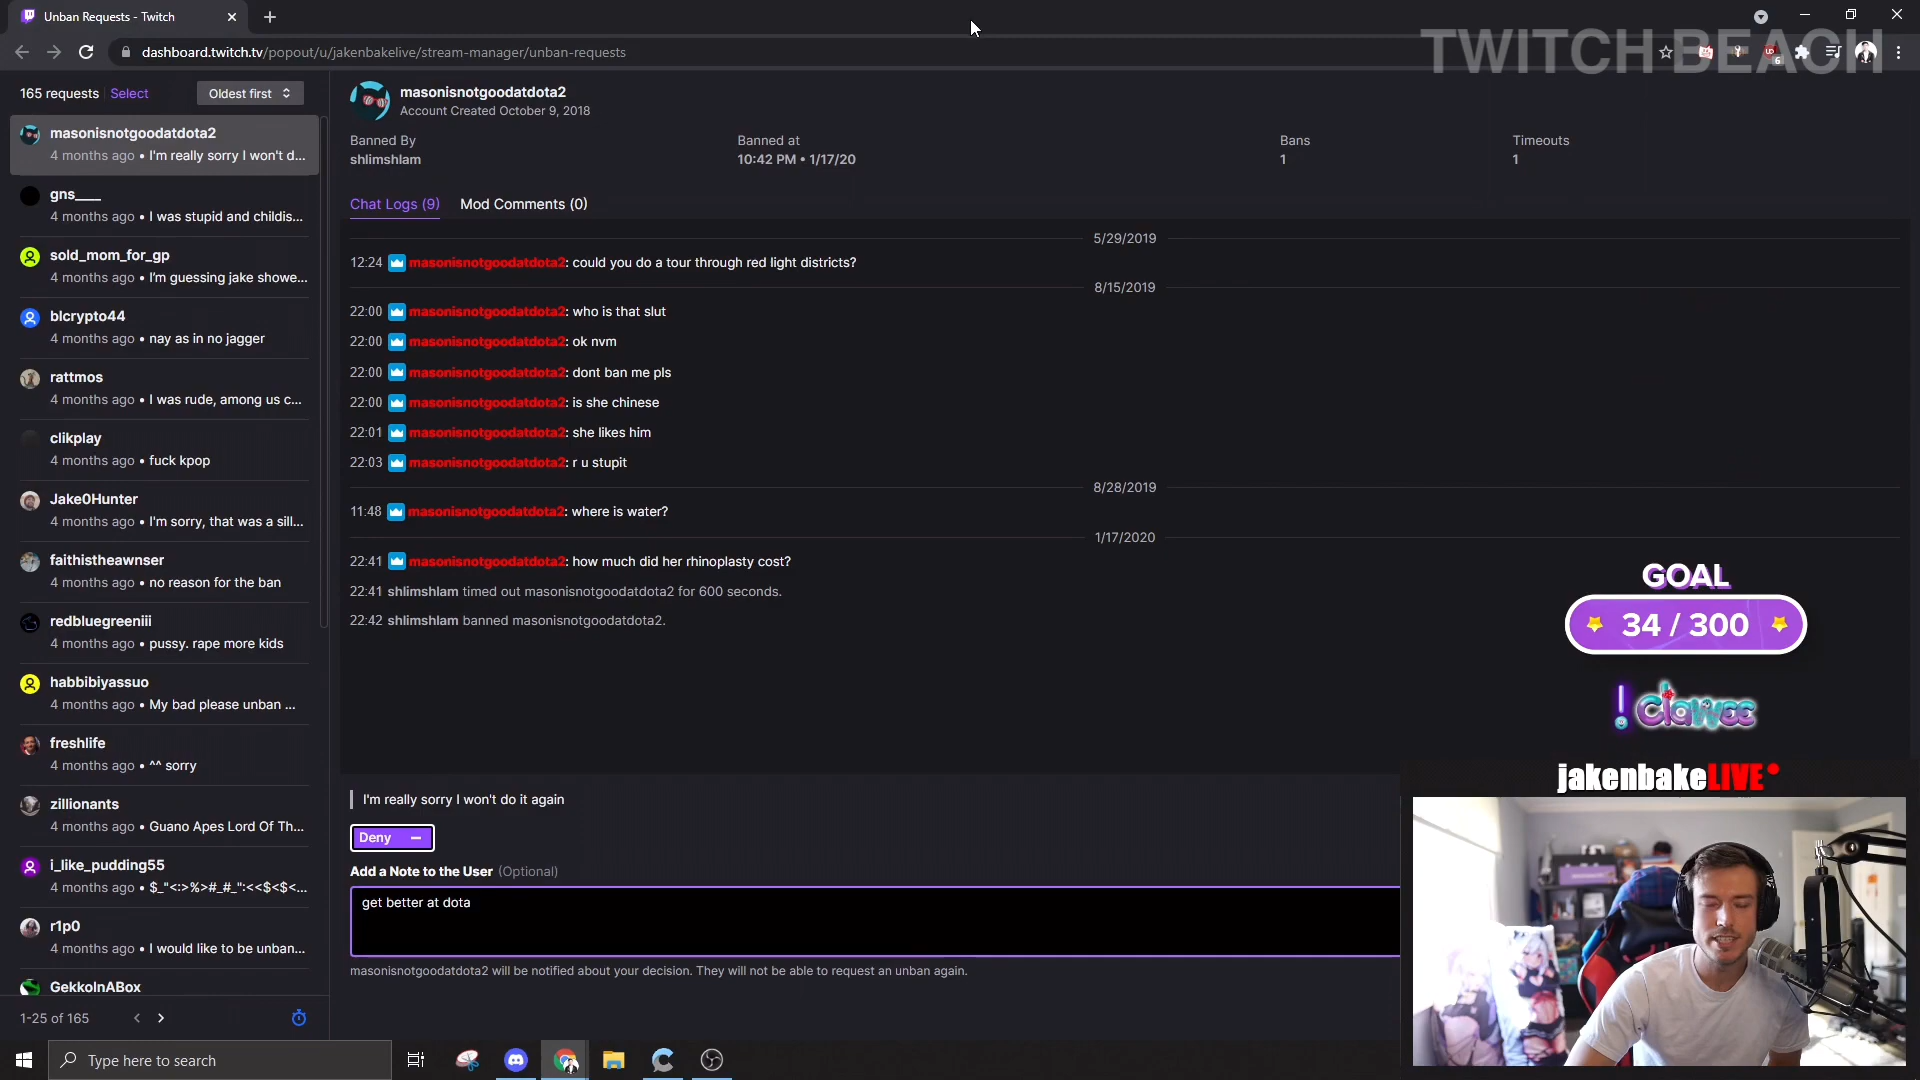 Unban Requests - Twitch
dashboard.twitch.tv/popout/u/jakenbakelive/stream-manager/unban-requests
TWITCH BEACH
6
165 requests Select Oldest first
masonisnotgoodatdota2
4 months ago • I'm really sorry I won't d...
gns____
4 months ago • I was stupid and childis...
sold_mom_for_gp
4 months ago • I'm guessing jake showe...
blcrypto44
4 months ago • nay as in no jagger
rattmos
4 months ago • I was rude, among us c...
clikplay
4 months ago • fuck kpop
Jake0Hunter
4 months ago • I'm sorry, that was a sill...
faithistheawnser
4 months ago • no reason for the ban
redbluegreeniii
4 months ago • pussy. rape more kids
habbibiyassuo
4 months ago • My bad please unban ...
freshlife
4 months ago • ^^ sorry
zillionants
4 months ago • Guano Apes Lord Of Th...
i_like_pudding55
4 months ago • $_"<:>%>#_#_":<<$<$<...
r1p0
4 months ago • I would like to be unban...
GekkoInABox
1-25 of 165
masonisnotgoodatdota2
Account Created October 9, 2018
Banned By Banned at Bans Timeouts
shlimshlam 10:42 PM • 1/17/20 1 1
Chat Logs (9) Mod Comments (0)
5/29/2019
12:24 masonisnotgoodatdota2: could you do a tour through red light districts?
8/15/2019
22:00 masonisnotgoodatdota2: who is that slut
22:00 masonisnotgoodatdota2: ok nvm
22:00 masonisnotgoodatdota2: dont ban me pls
22:00 masonisnotgoodatdota2: is she chinese
22:01 masonisnotgoodatdota2: she likes him
22:03 masonisnotgoodatdota2: r u stupit
8/28/2019
11:48 masonisnotgoodatdota2: where is water?
1/17/2020
22:41 masonisnotgoodatdota2: how much did her rhinoplasty cost?
22:41 shlimshlam timed out masonisnotgoodatdota2 for 600 seconds.
22:42 shlimshlam banned masonisnotgoodatdota2.
GOAL
34 / 300
!Clawee
jakenbakeLIVE
I'm really sorry I won't do it again
Deny
Add a Note to the User (Optional)
get better at dota
masonisnotgoodatdota2 will be notified about your decision. They will not be able to request an unban again.
Type here to search